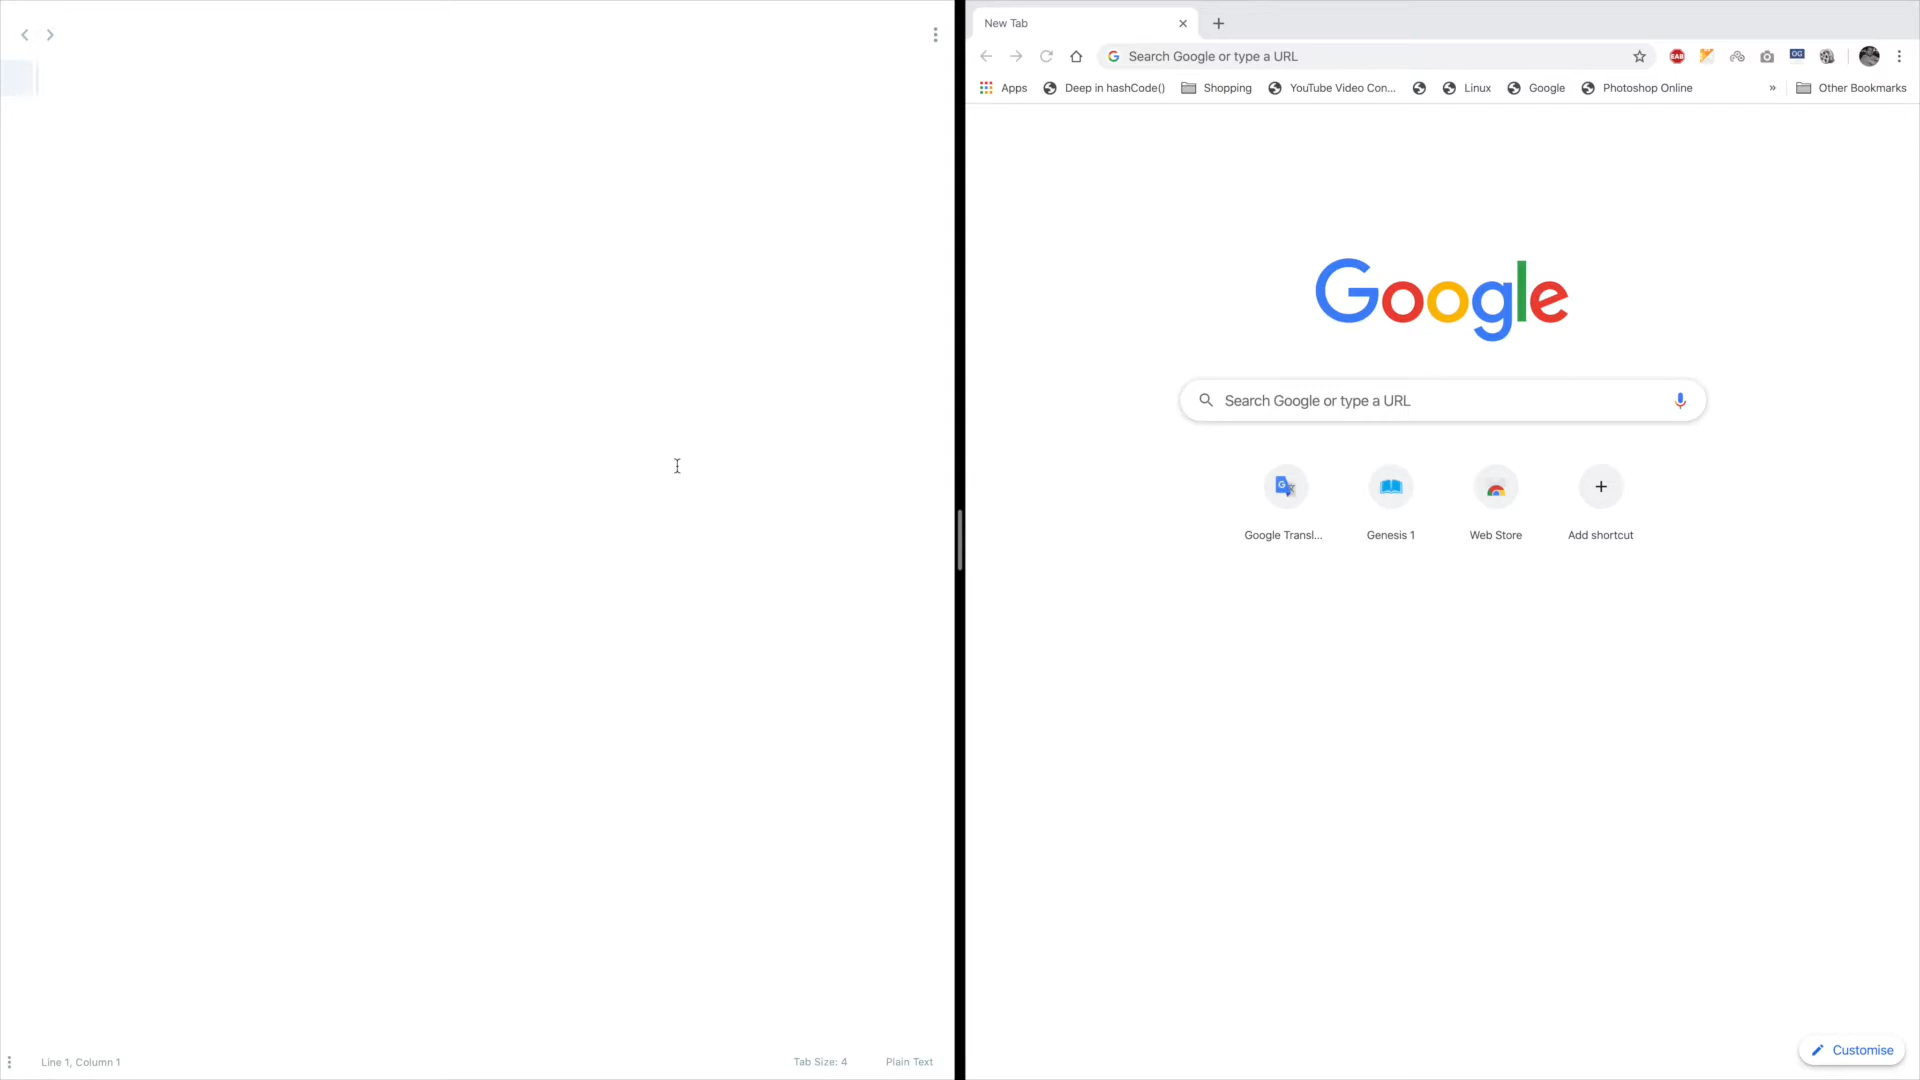 New Tab
Search Google or type a URL
Apps
Deep in hashCode()
Shopping
YouTube Video Con...
Linux
Google
Photoshop Online
»
Other Bookmarks
Google
Search Google or type a URL
Google Transl...
Genesis 1
Web Store
Add shortcut
Customise
Line 1, Column 1
Tab Size: 4
Plain Text